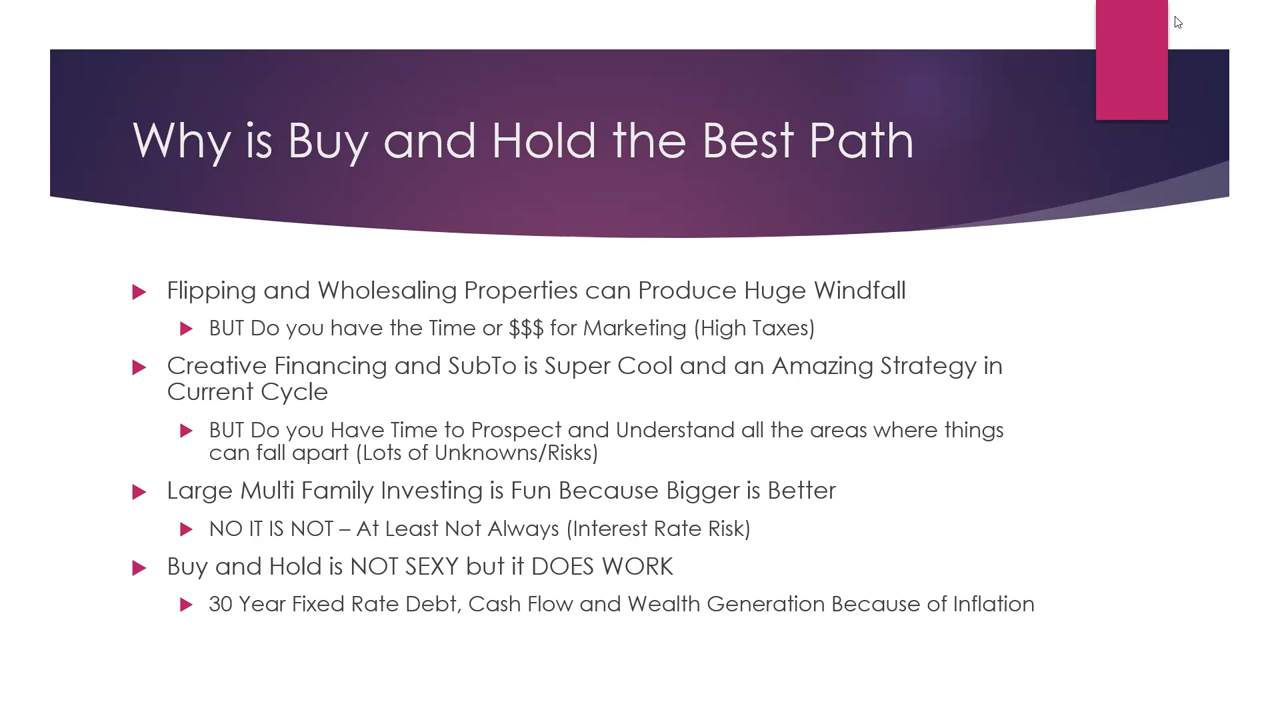 Why is Buy and Hold the Best Path
Flipping and Wholesaling Properties can Produce Huge Windfall
BUT Do you have the Time or $$$ for Marketing (High Taxes)
Creative Financing and SubTo is Super Cool and an Amazing Strategy in
Current Cycle
BUT Do you Have Time to Prospect and Understand all the areas where things
can fall apart (Lots of Unknowns/Risks)
Large Multi Family Investing is Fun Because Bigger is Better
NO IT IS NOT – At Least Not Always (Interest Rate Risk)
Buy and Hold is NOT SEXY but it DOES WORK
30 Year Fixed Rate Debt, Cash Flow and Wealth Generation Because of Inflation